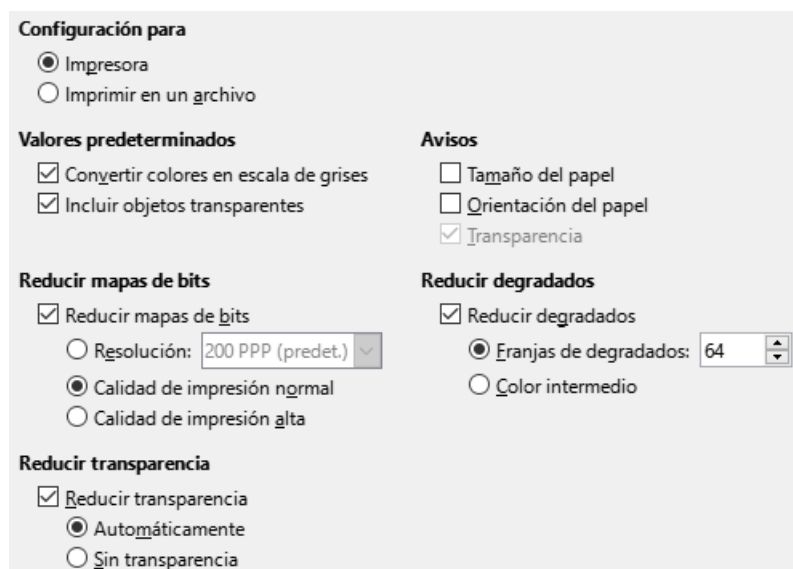 Configuración para
Impresora
Imprimir en un archivo
Valores predeterminados
Convertir colores en escala de grises
Incluir objetos transparentes
Avisos
Tamaño del papel
Orientación del papel
Transparencia
Reducir mapas de bits
Reducir mapas de bits
Resolución: 200 PPP (predet.)
Calidad de impresión normal
Calidad de impresión alta
Reducir degradados
Reducir degradados
Franjas de degradados: 64
Color intermedio
Reducir transparencia
Reducir transparencia
Automáticamente
Sin transparencia